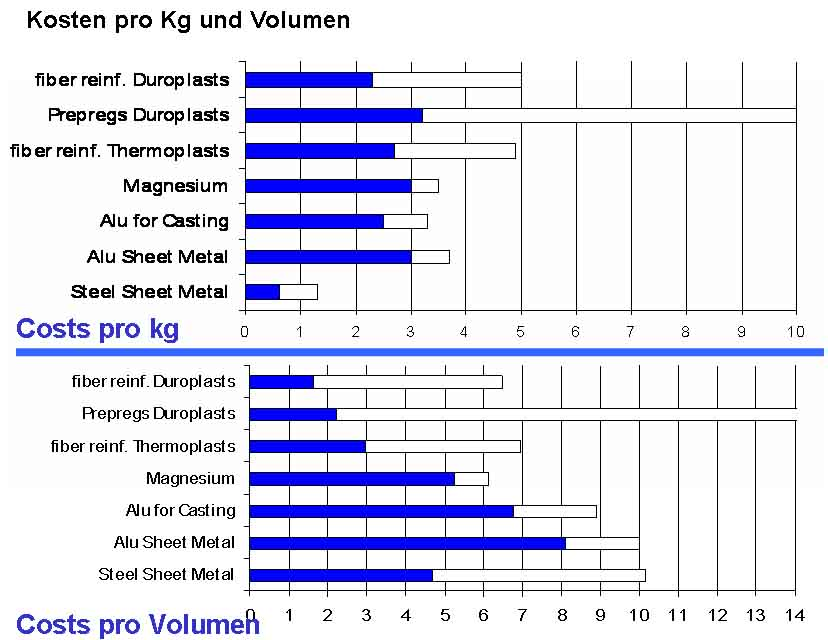 Kosten pro Kg und Volumen
fiber reinf. Duroplasts
Prepregs Duroplasts
fiber reinf. Thermoplasts
Magnesium
Alu for Casting
Alu Sheet Metal
Steel Sheet Metal
Costs pro kg
0 1 2 3 4 5 6 7 8 9 10
fiber reinf. Duroplasts
Prepregs Duroplasts
fiber reinf. Thermoplasts
Magnesium
Alu for Casting
Alu Sheet Metal
Steel Sheet Metal
0 1 2 3 4 5 6 7 8 9 10 11 12 13 14
Costs pro Volumen